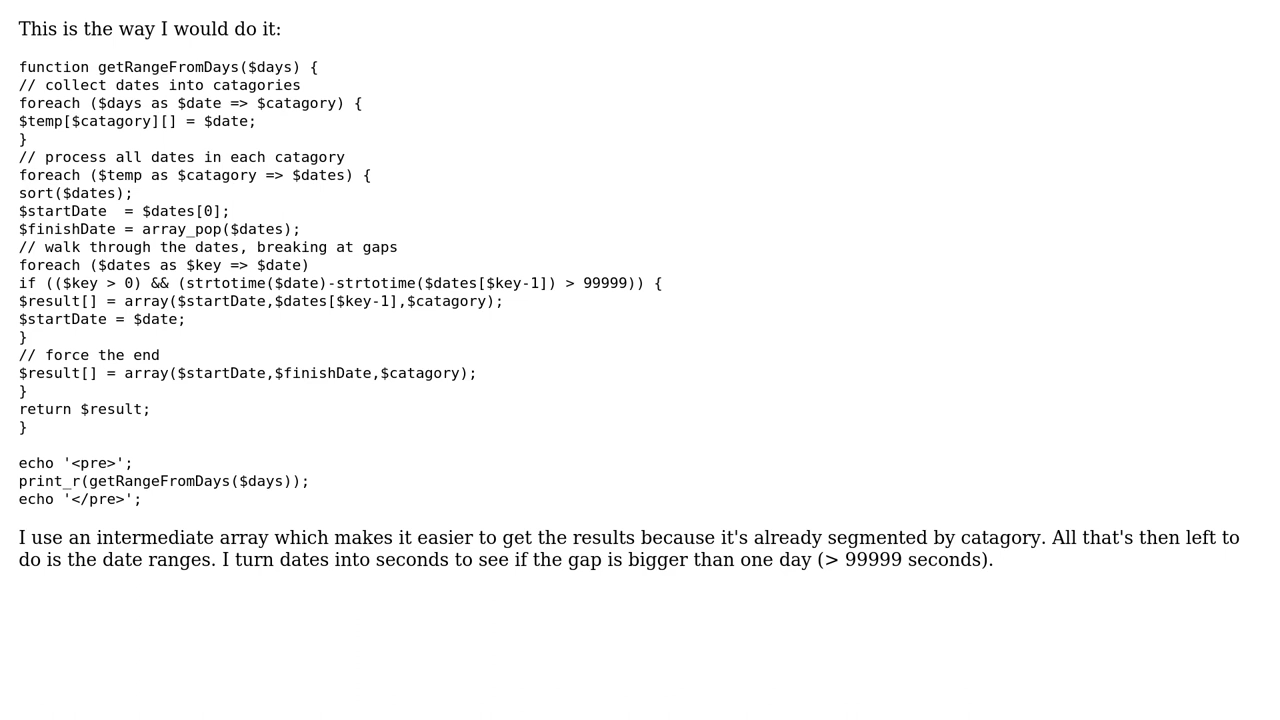 This is the way I would do it:
function getRangeFromDays($days) {
// collect dates into catagories
foreach ($days as $date => $catagory) {
$temp[$catagory][] = $date;
}
// process all dates in each catagory
foreach ($temp as $catagory => $dates) {
sort($dates);
$startDate  = $dates[0];
$finishDate = array_pop($dates);
// walk through the dates, breaking at gaps
foreach ($dates as $key => $date)
if (($key > 0) && (strtotime($date)-strtotime($dates[$key-1]) > 99999)) {
$result[] = array($startDate,$dates[$key-1],$catagory);
$startDate = $date;
}
// force the end
$result[] = array($startDate,$finishDate,$catagory);
}
return $result;
}
echo '<pre>';
print_r(getRangeFromDays($days));
echo '</pre>';
I use an intermediate array which makes it easier to get the results because it's already segmented by catagory. All that's then left to
do is the date ranges. I turn dates into seconds to see if the gap is bigger than one day (> 99999 seconds).